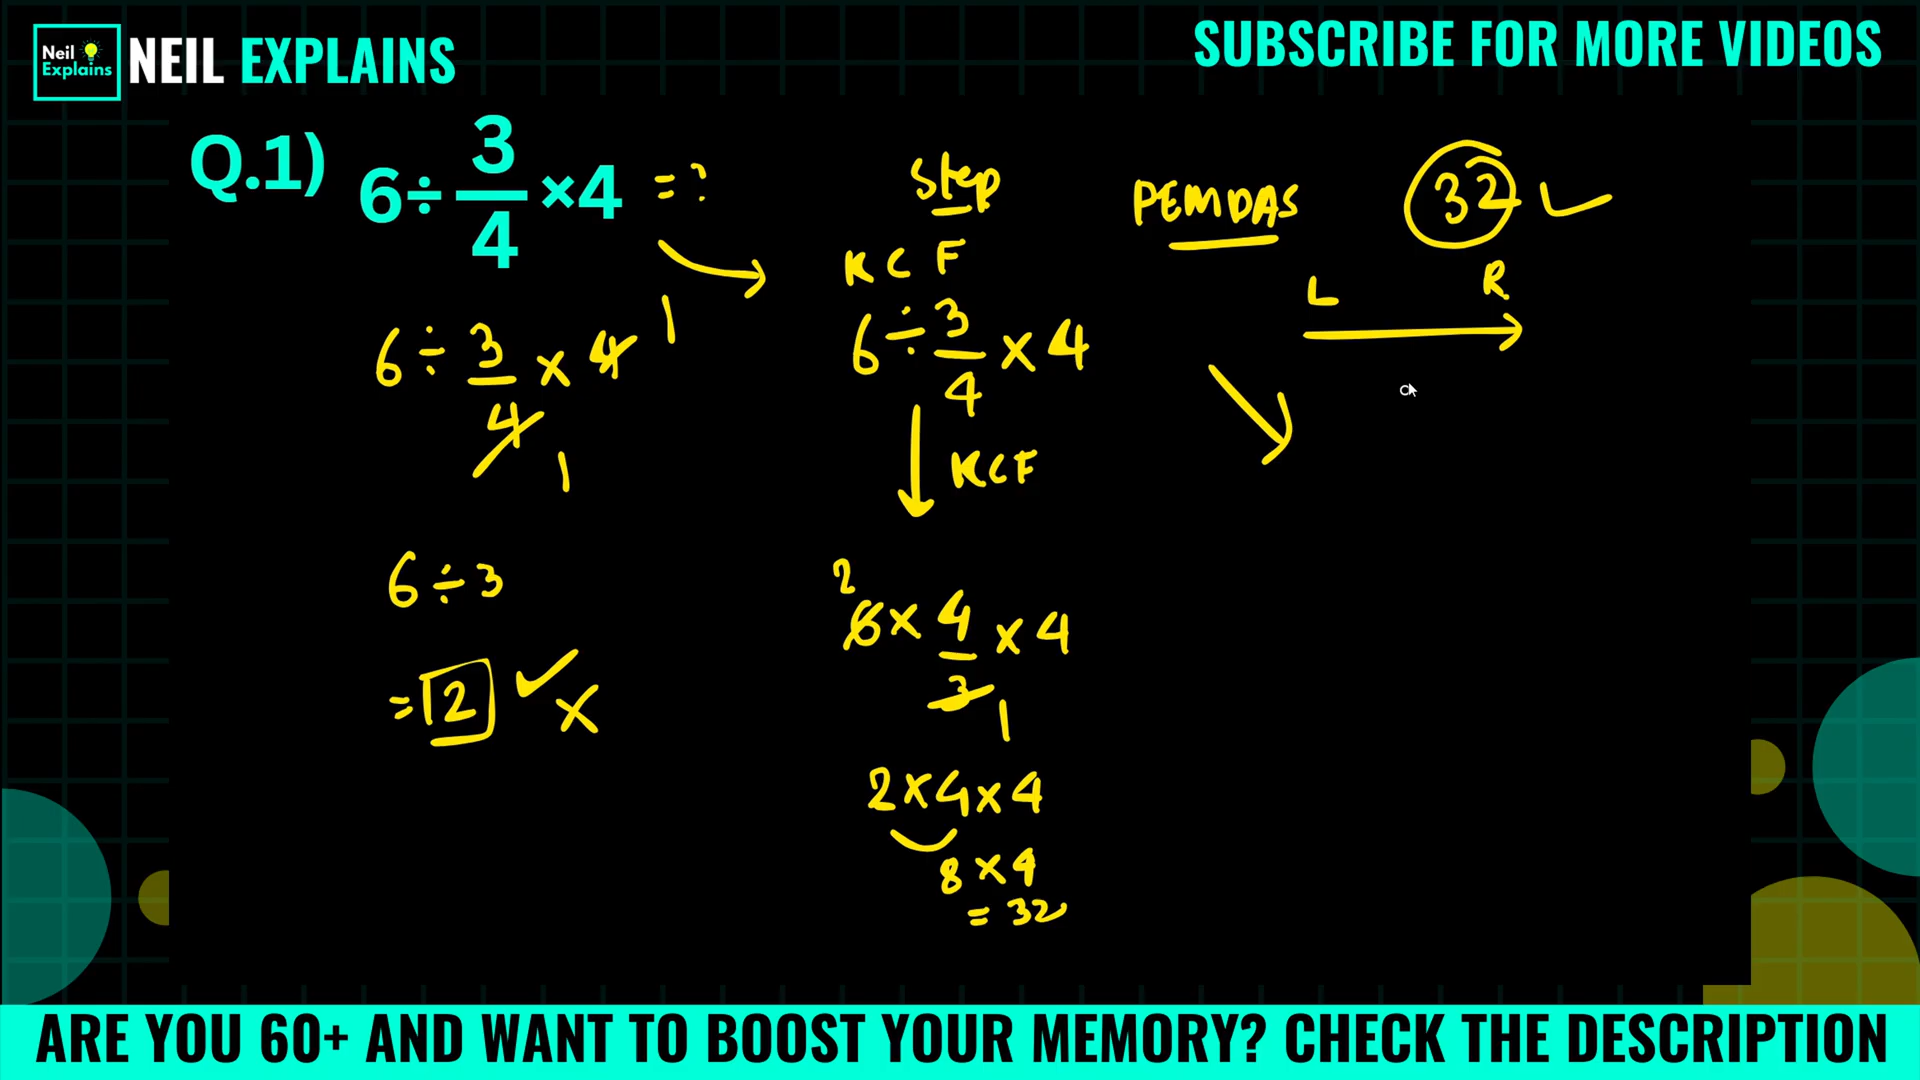 Neil Explains
NEIL EXPLAINS
SUBSCRIBE FOR MORE VIDEOS
Q.1) 6÷3/4×4 = ?
6÷3/4×4 1
1
6÷3
=2
Step
KCF
6÷3/4×4
KCF
2
6×4/3×4
1
2×4×4
8×4
=32
PEMDAS
32
L R
ARE YOU 60+ AND WANT TO BOOST YOUR MEMORY? CHECK THE DESCRIPTION